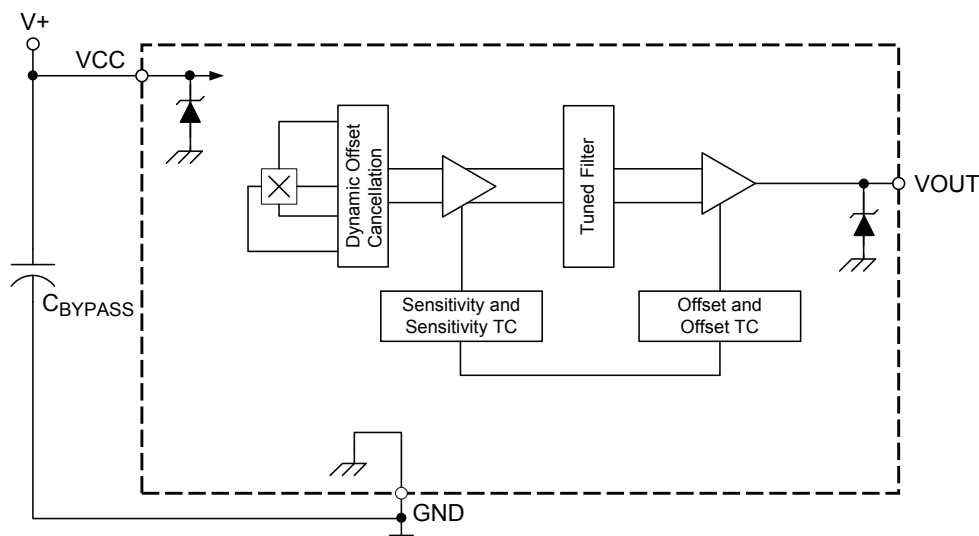 V+
VCC
Dynamic Offset
Cancellation
Tuned Filter
VOUT
CBYPASS
Sensitivity and
Sensitivity TC
Offset and
Offset TC
GND